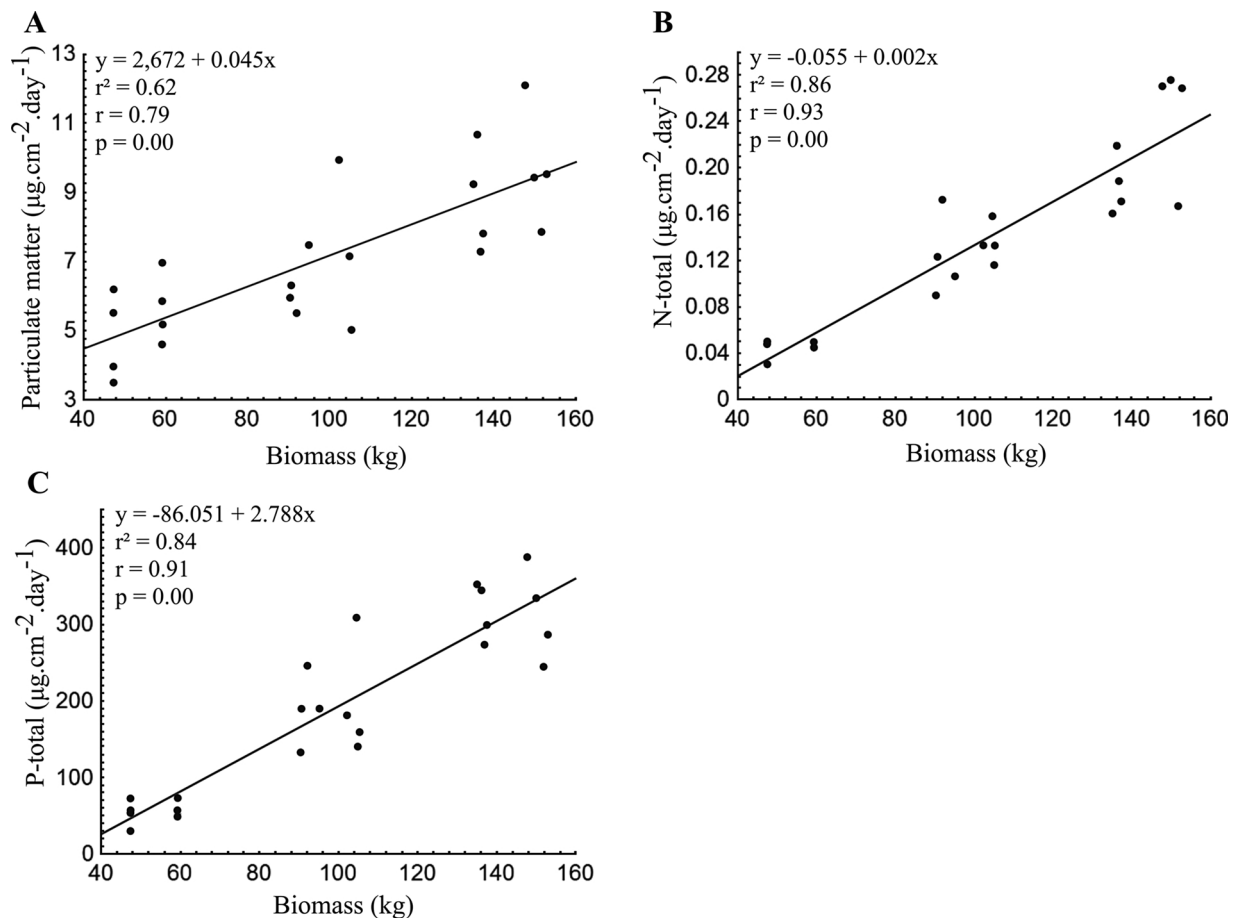 A
y = 2,672 + 0.045x
r² = 0.62
r = 0.79
p = 0.00
Particulate matter (µg.cm⁻².day⁻¹)
13
11
9
7
5
3
40 60 80 100 120 140 160
Biomass (kg)
B
y = -0.055 + 0.002x
r² = 0.86
r = 0.93
p = 0.00
N-total (µg.cm⁻².day⁻¹)
0.28
0.24
0.20
0.16
0.12
0.08
0.04
0
40 60 80 100 120 140 160
Biomass (kg)
C
y = -86.051 + 2.788x
r² = 0.84
r = 0.91
p = 0.00
P-total (µg.cm⁻².day⁻¹)
400
300
200
100
0
40 60 80 100 120 140 160
Biomass (kg)